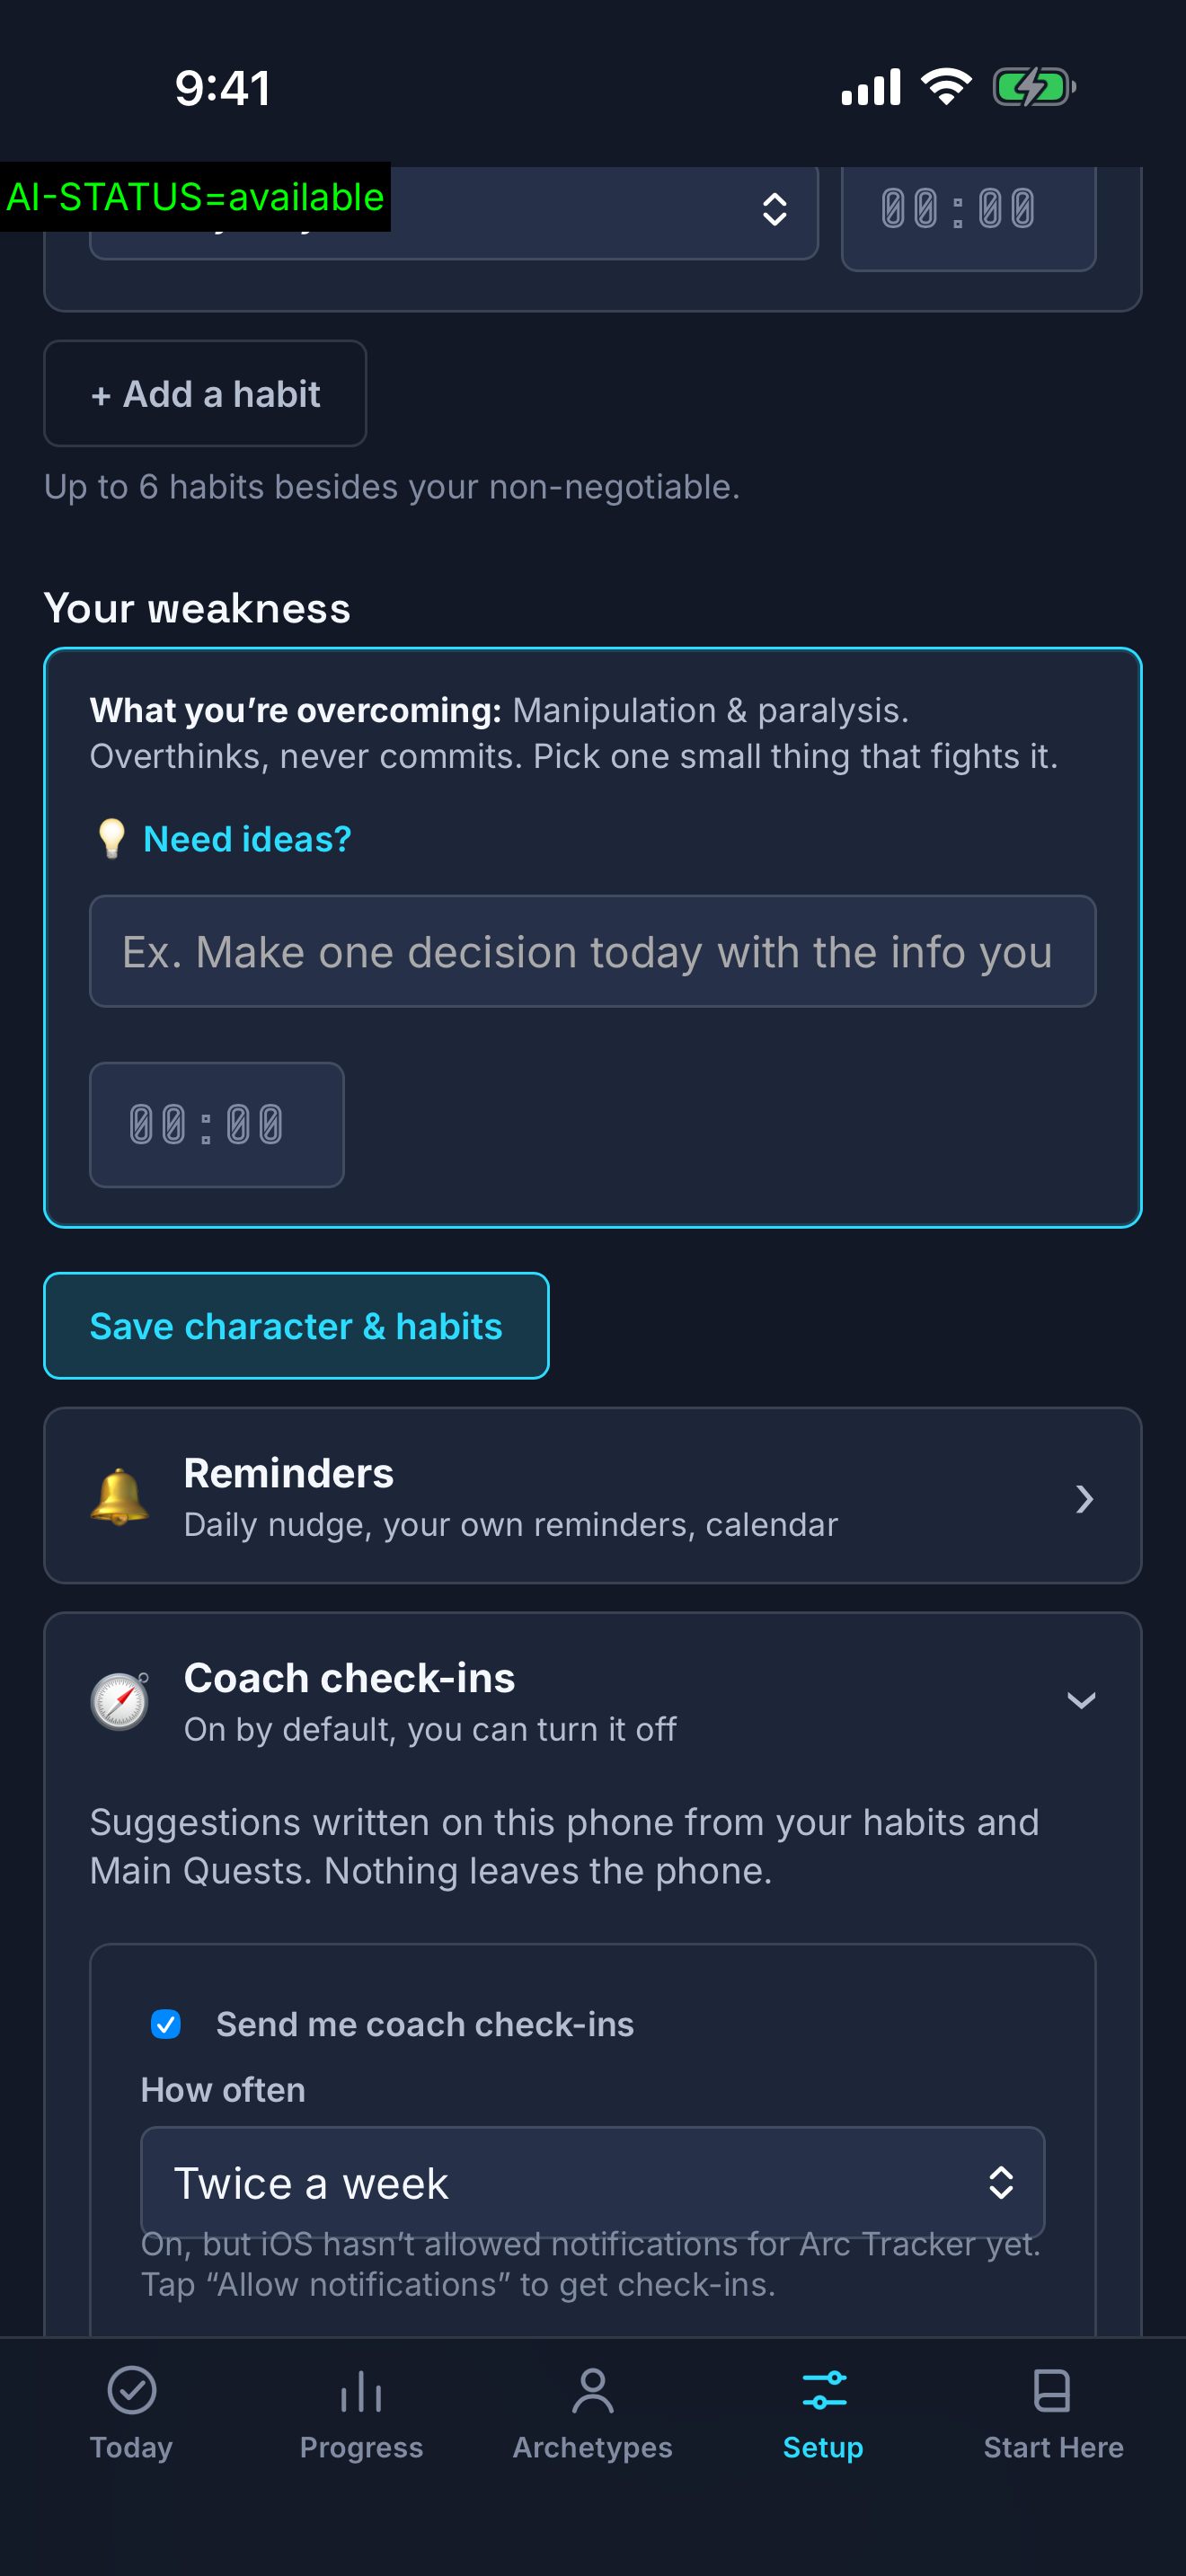 9:41
AI-STATUS=available
00:00
+ Add a habit
Up to 6 habits besides your non-negotiable.
Your weakness
What you’re overcoming: Manipulation & paralysis.
Overthinks, never commits. Pick one small thing that fights it.
Need ideas?
Ex. Make one decision today with the info you
00:00
Save character & habits
Reminders
Daily nudge, your own reminders, calendar
Coach check-ins
On by default, you can turn it off
Suggestions written on this phone from your habits and
Main Quests. Nothing leaves the phone.
Send me coach check-ins
How often
Twice a week
On, but iOS hasn’t allowed notifications for Arc Tracker yet.
Tap “Allow notifications” to get check-ins.
Today Progress Archetypes Setup Start Here